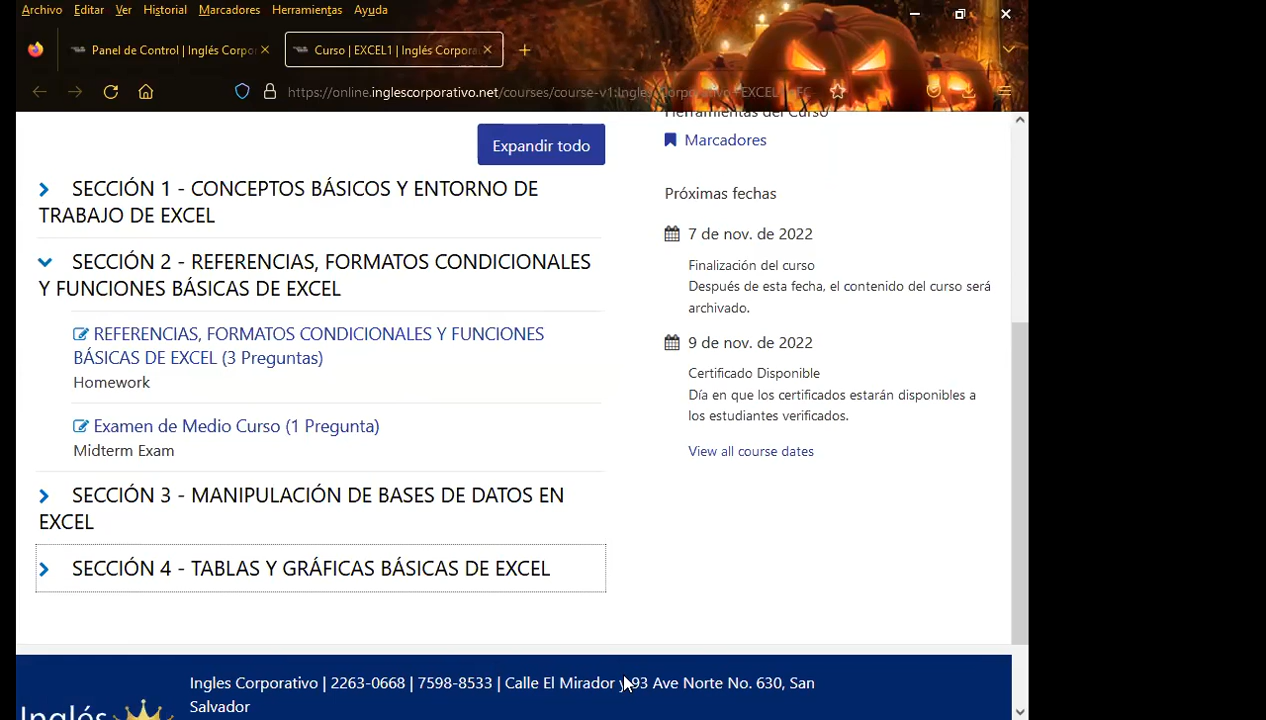 Archivo Editar Ver Historial Marcadores Herramientas Ayuda
Panel de Control | Inglés Corpo
Curso | EXCEL1 | Inglés Corpora
https://online.inglescorporativo.net/courses/course-v1:Ingles
Herramientas del Curso
Expandir todo
Marcadores
SECCIÓN 1 - CONCEPTOS BÁSICOS Y ENTORNO DE
TRABAJO DE EXCEL
SECCIÓN 2 - REFERENCIAS, FORMATOS CONDICIONALES
Y FUNCIONES BÁSICAS DE EXCEL
REFERENCIAS, FORMATOS CONDICIONALES Y FUNCIONES
BÁSICAS DE EXCEL (3 Preguntas)
Homework
Examen de Medio Curso (1 Pregunta)
Midterm Exam
SECCIÓN 3 - MANIPULACIÓN DE BASES DE DATOS EN
EXCEL
SECCIÓN 4 - TABLAS Y GRÁFICAS BÁSICAS DE EXCEL
Próximas fechas
7 de nov. de 2022
Finalización del curso
Después de esta fecha, el contenido del curso será
archivado.
9 de nov. de 2022
Certificado Disponible
Día en que los certificados estarán disponibles a
los estudiantes verificados.
View all course dates
Ingles Corporativo | 2263-0668 | 7598-8533 | Calle El Mirador y 93 Ave Norte No. 630, San
Salvador
Inglés